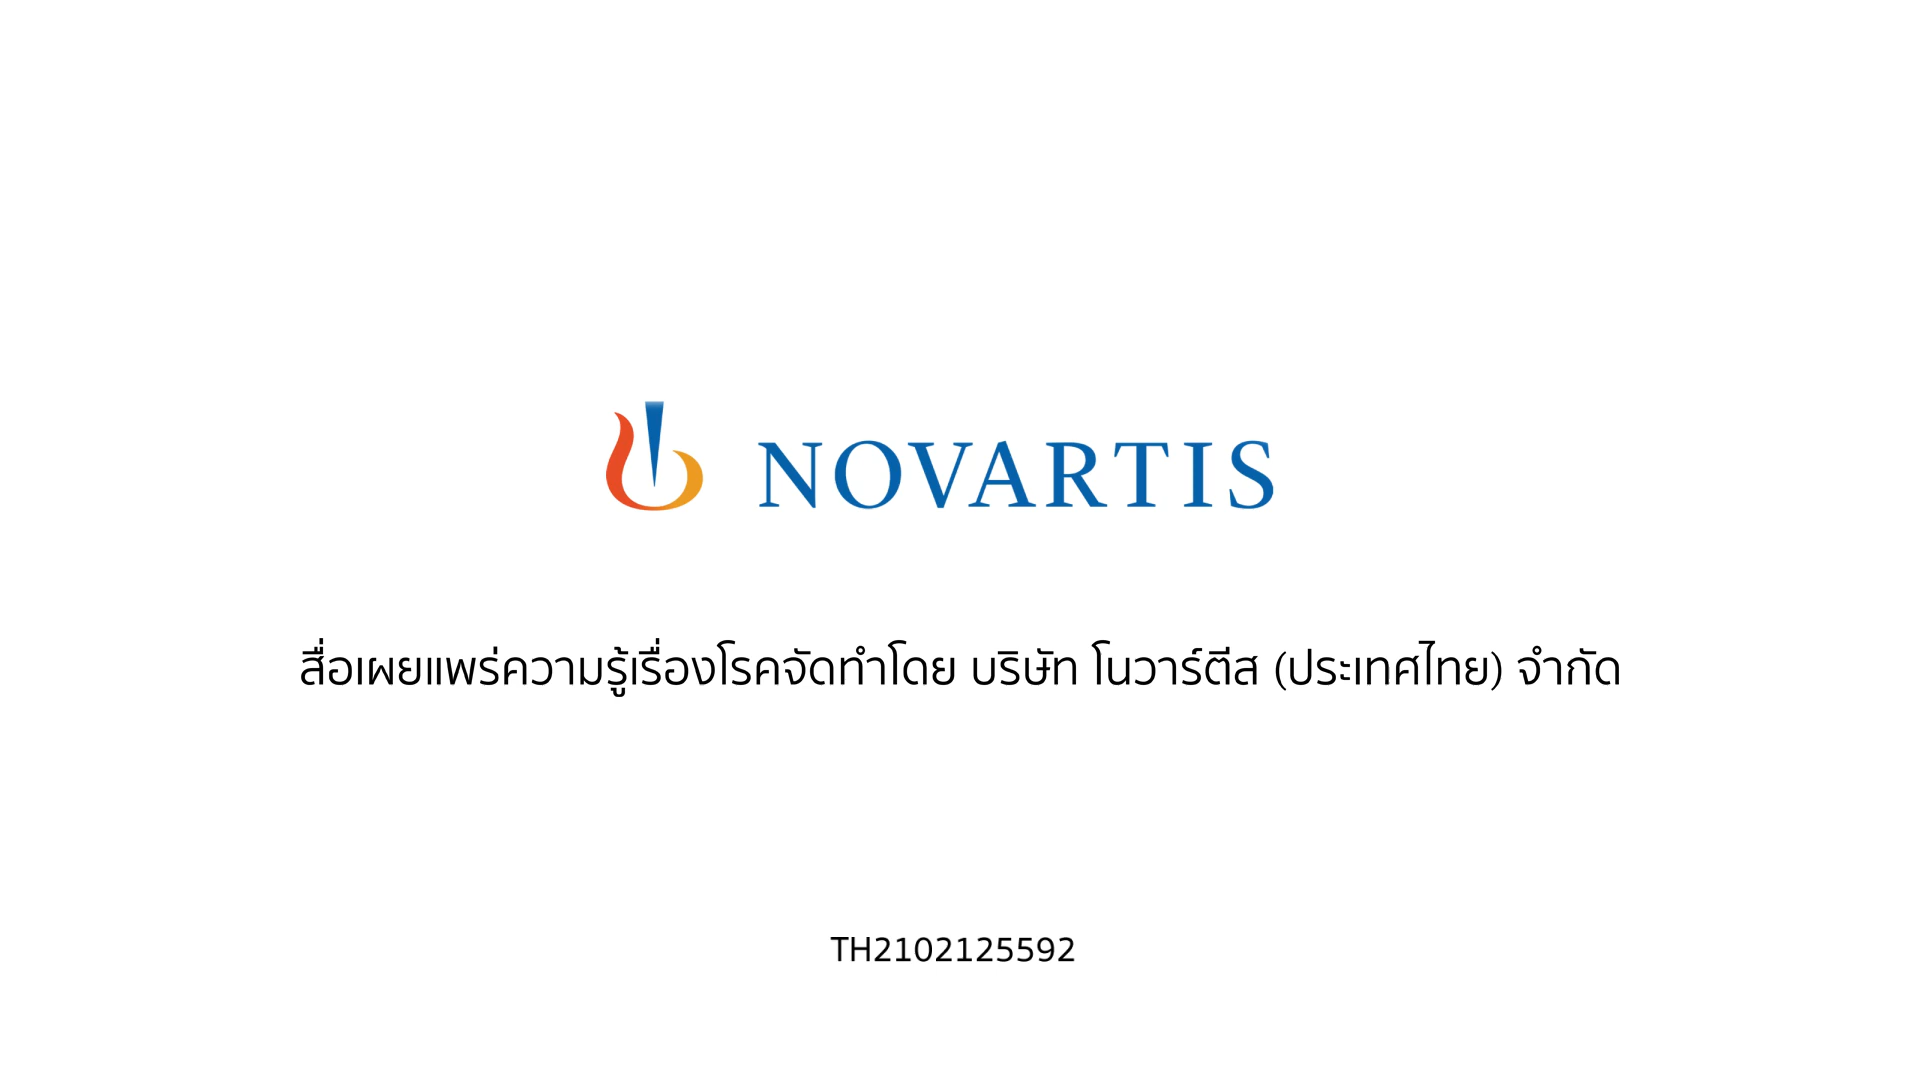 NOVARTIS
สื่อเผยแพร่ความรู้เรื่องโรคจัดทำโดย บริษัท โนวาร์ตีส (ประเทศไทย) จำกัด
TH2102125592